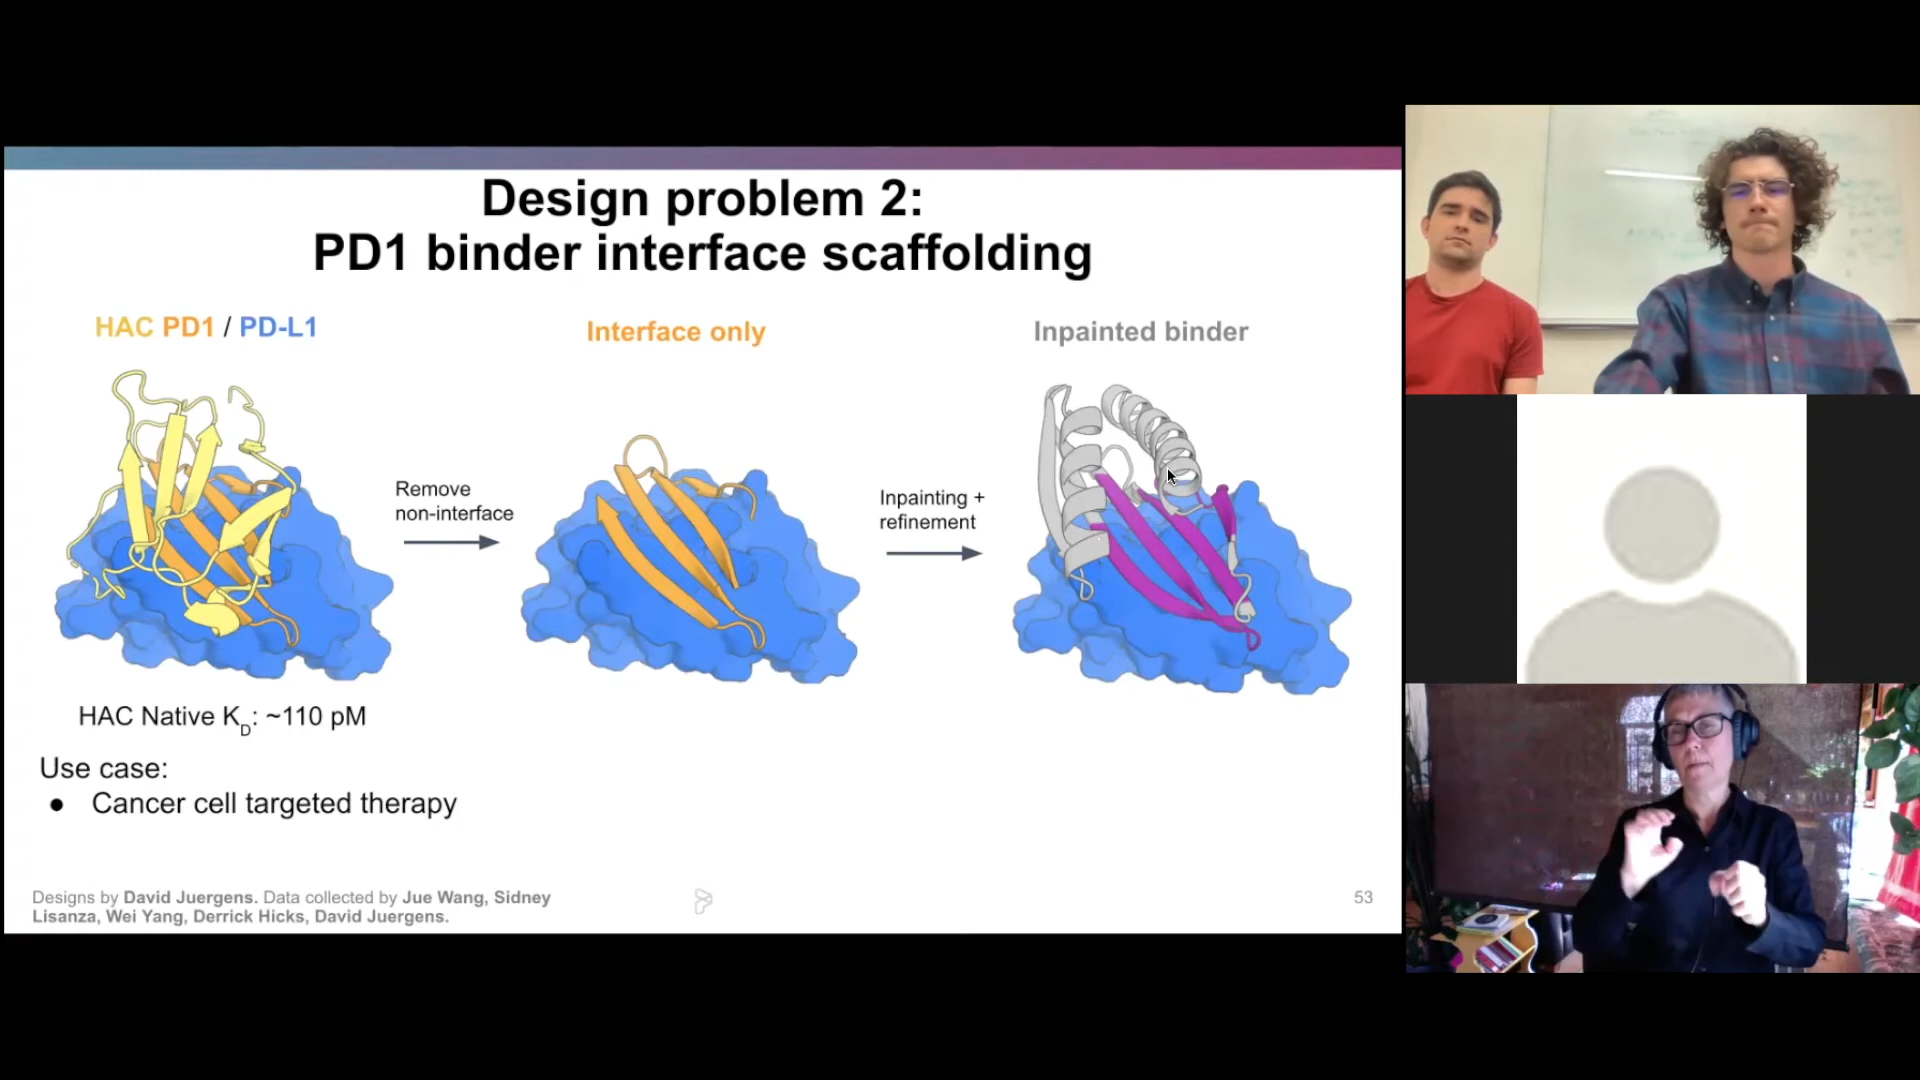 Design problem 2:
PD1 binder interface scaffolding
HAC PD1 / PD-L1
Interface only
Inpainted binder
Remove
non-interface
Inpainting +
refinement
HAC Native KD: ~110 pM
Use case:
● Cancer cell targeted therapy
Designs by David Juergens. Data collected by Jue Wang, Sidney
Lisanza, Wei Yang, Derrick Hicks, David Juergens.
53